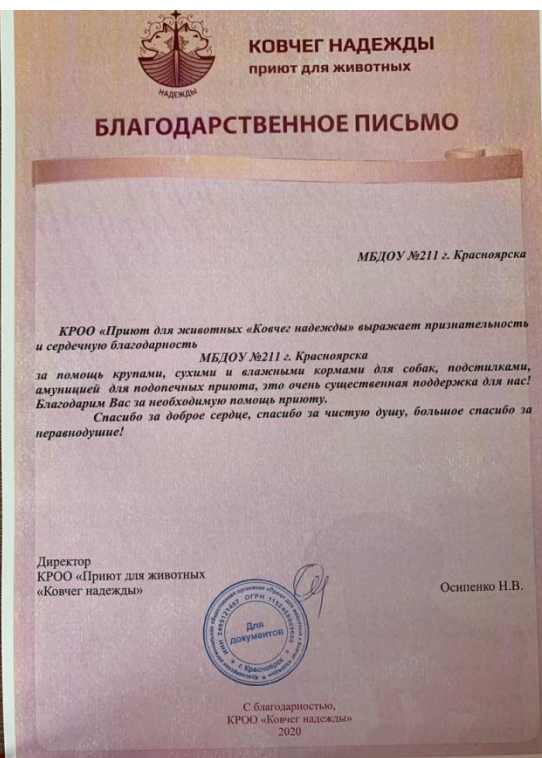 КОВЧЕГ НАДЕЖДЫ
приют для животных
НАДЕЖДЫ
БЛАГОДАРСТВЕННОЕ ПИСЬМО
МБДОУ №211 г. Красноярска
КРОО «Приют для животных «Ковчег надежды» выражает признательность
и сердечную благодарность
МБДОУ №211 г. Красноярска
за помощь крупами, сухими и влажными кормами для собак, подстилками,
амуницией для подопечных приюта, это очень существенная поддержка для нас!
Благодарим Вас за необходимую помощь приюту.
Спасибо за доброе сердце, спасибо за чистую душу, большое спасибо за
неравнодушие!
Директор
КРОО «Приют для животных
«Ковчег надежды»
Осипенко Н.В.
Для
документов
г. Красноярск
С благодарностью,
КРОО «Ковчег надежды»
2020